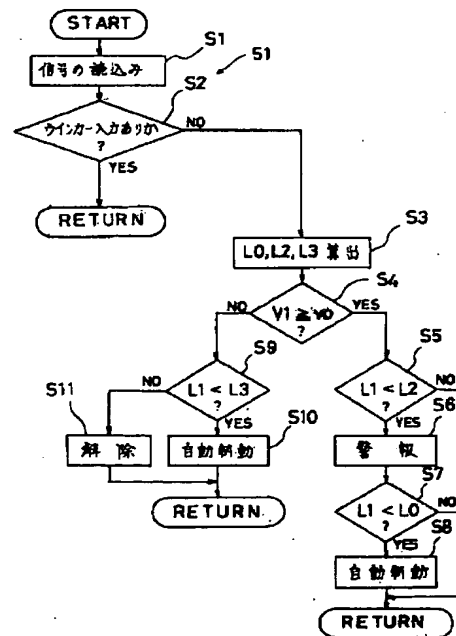 START
S1
信号の読込み
S2
S1
ウインカー入力ありか
?
NO
YES
RETURN
S3
L0,L2,L3 算出
S4
V1≧V0
?
NO
YES
S9
S5
L1<L3
?
NO
YES
L1<L2
?
NO
YES
S11
S10
S6
解除
自動制動
警報
S7
RETURN
L1<L0
?
NO
YES
S8
自動制動
RETURN